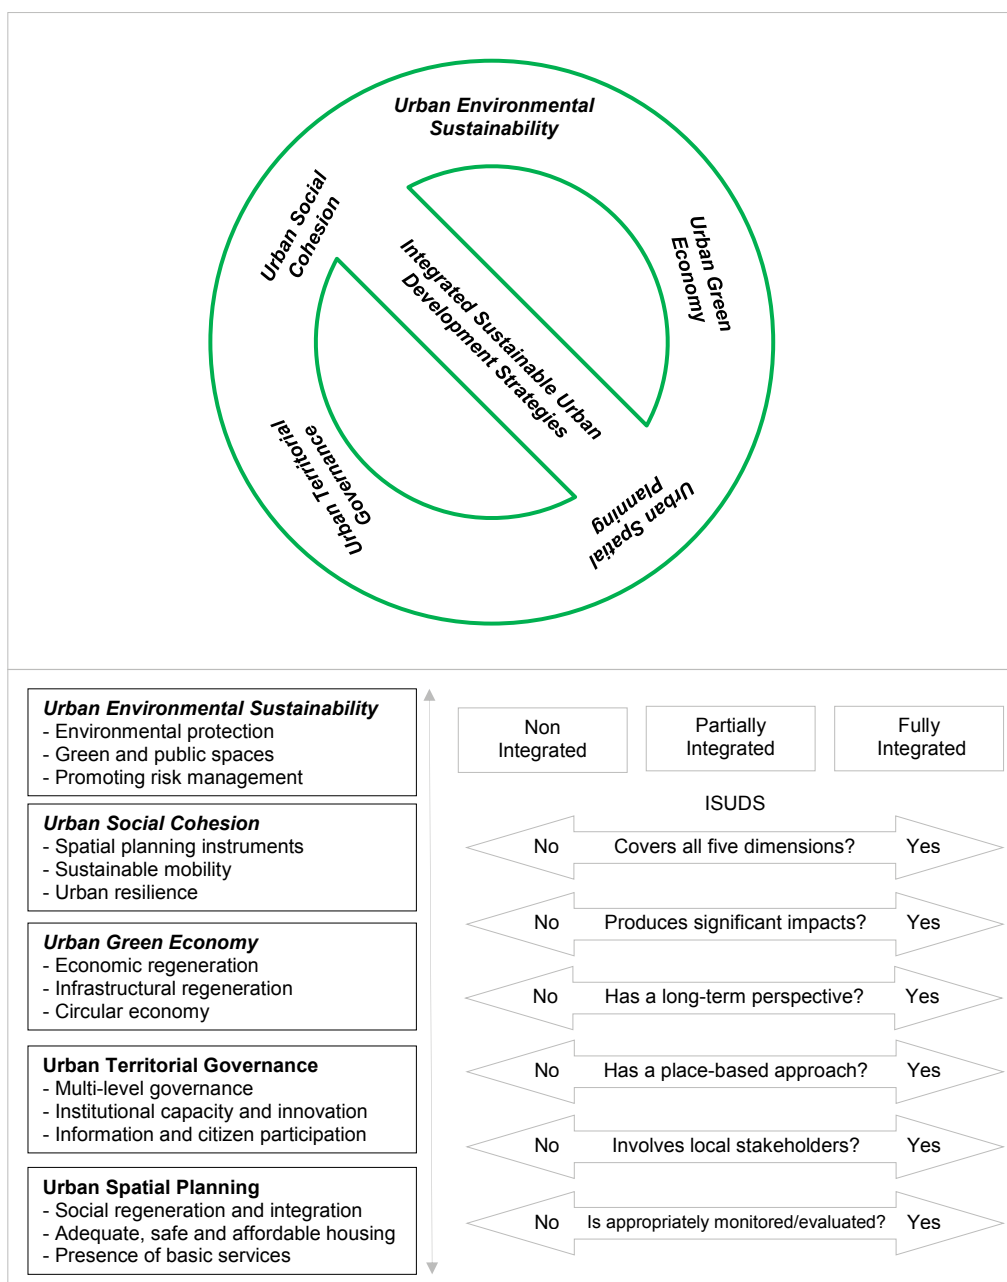 Urban Environmental
Sustainability
Urban Social
Cohesion
Urban Green
Economy
Integrated Sustainable Urban
Development Strategies
Urban Territorial
Governance
Urban Spatial
Planning
Urban Environmental Sustainability
- Environmental protection
- Green and public spaces
- Promoting risk management
Urban Social Cohesion
- Spatial planning instruments
- Sustainable mobility
- Urban resilience
Urban Green Economy
- Economic regeneration
- Infrastructural regeneration
- Circular economy
Urban Territorial Governance
- Multi-level governance
- Institutional capacity and innovation
- Information and citizen participation
Urban Spatial Planning
- Social regeneration and integration
- Adequate, safe and affordable housing
- Presence of basic services
Non
Integrated
Partially
Integrated
Fully
Integrated
ISUDS
No Covers all five dimensions? Yes
No Produces significant impacts? Yes
No Has a long-term perspective? Yes
No Has a place-based approach? Yes
No Involves local stakeholders? Yes
No Is appropriately monitored/evaluated? Yes